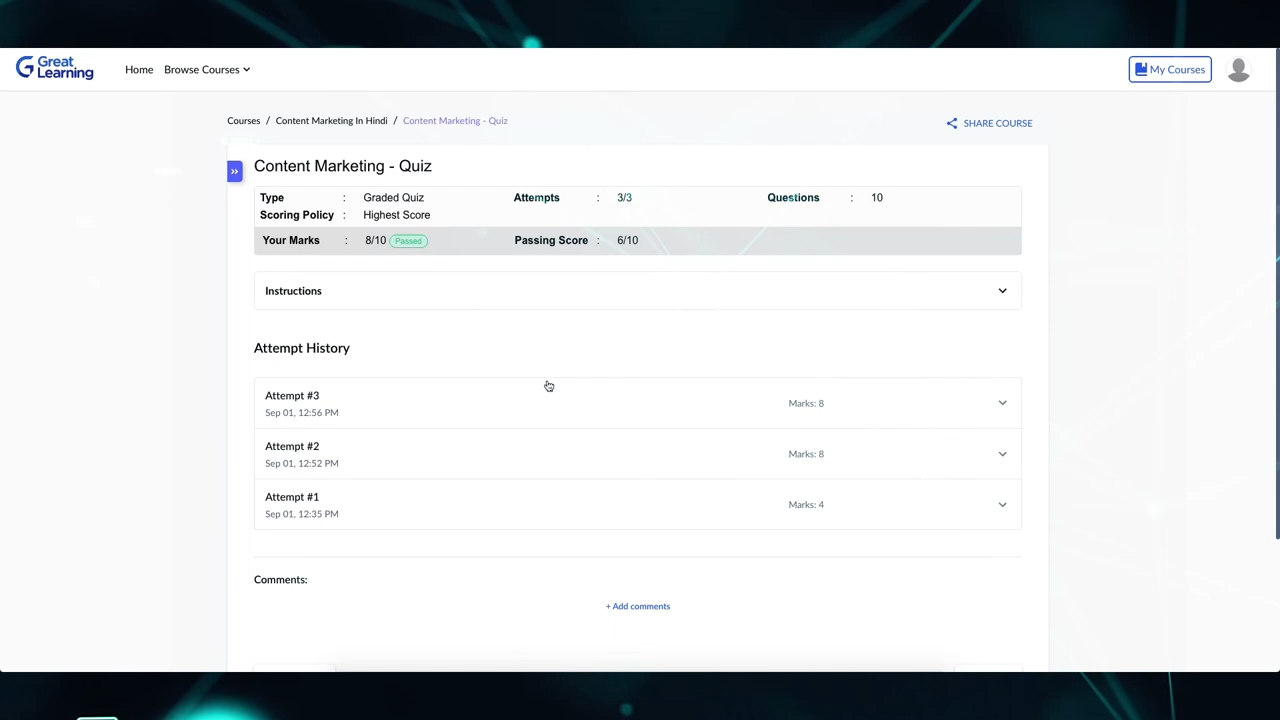 Great Learning
Home Browse Courses My Courses
Courses / Content Marketing In Hindi / Content Marketing - Quiz SHARE COURSE
»
Content Marketing - Quiz
Type : Graded Quiz Attempts : 3/3 Questions : 10
Scoring Policy : Highest Score
Your Marks : 8/10 Passed Passing Score : 6/10
Instructions
Attempt History
Attempt #3
Sep 01, 12:56 PM Marks: 8
Attempt #2
Sep 01, 12:52 PM Marks: 8
Attempt #1
Sep 01, 12:35 PM Marks: 4
Comments:
+ Add comments